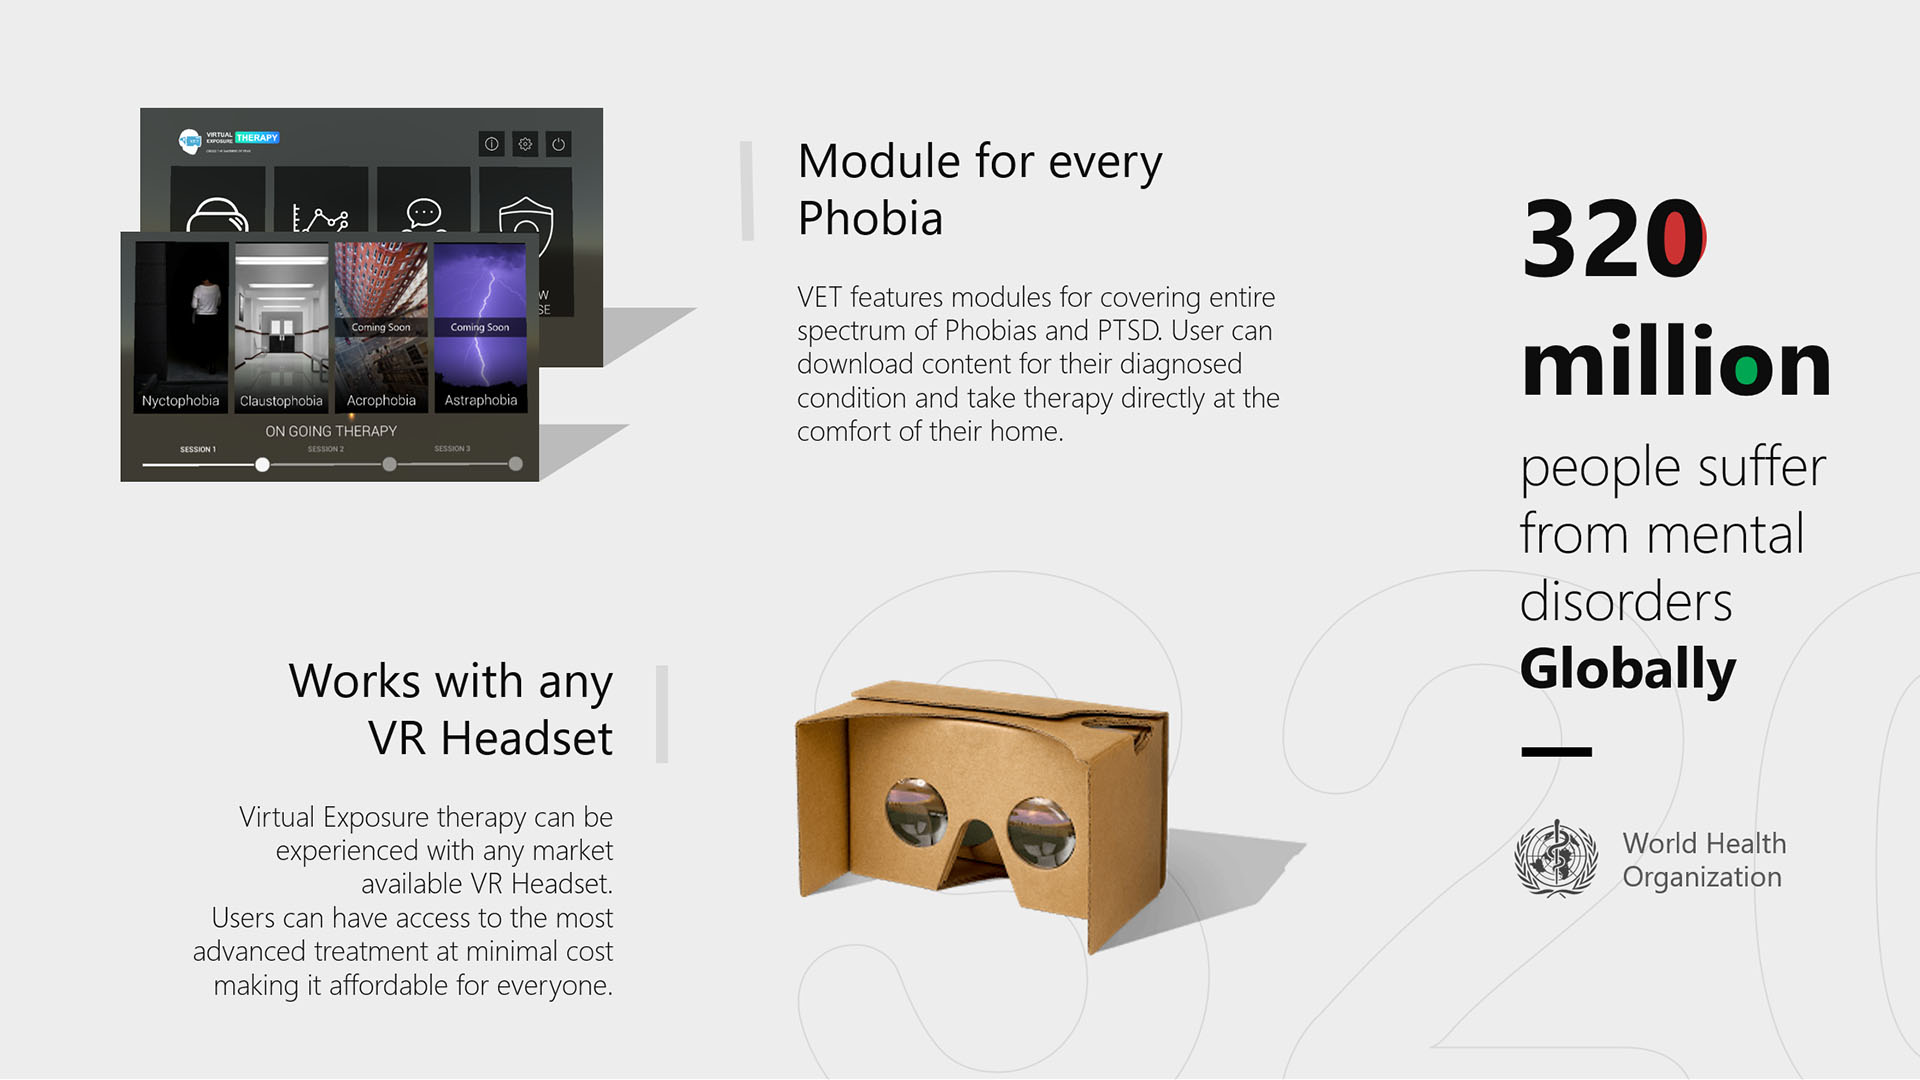 VIRTUAL
EXPOSURE THERAPY
W
SE
Coming Soon
Coming Soon
Nyctophobia
Claustophobia
Acrophobia
Astraphobia
ON GOING THERAPY
SESSION 1
SESSION 2
SESSION 3
Module for every
Phobia
VET features modules for covering entire
spectrum of Phobias and PTSD. User can
download content for their diagnosed
condition and take therapy directly at the
comfort of their home.
Works with any
VR Headset
Virtual Exposure therapy can be
experienced with any market
available VR Headset.
Users can have access to the most
advanced treatment at minimal cost
making it affordable for everyone.
320
million
people suffer
from mental
disorders
Globally
World Health
Organization
320